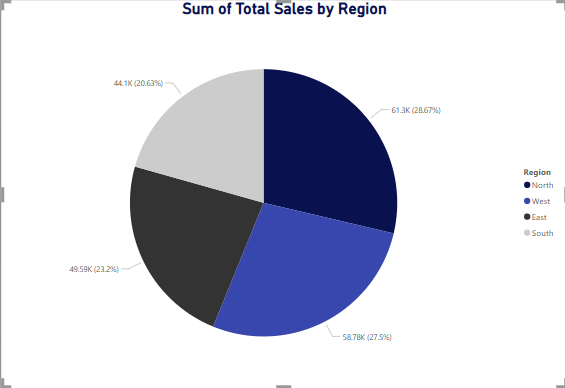 Sum of Total Sales by Region
44.1K (20.63%)
61.3K (28.67%)
Region
North
West
East
South
49.59K (23.2%)
58.78K (27.5%)